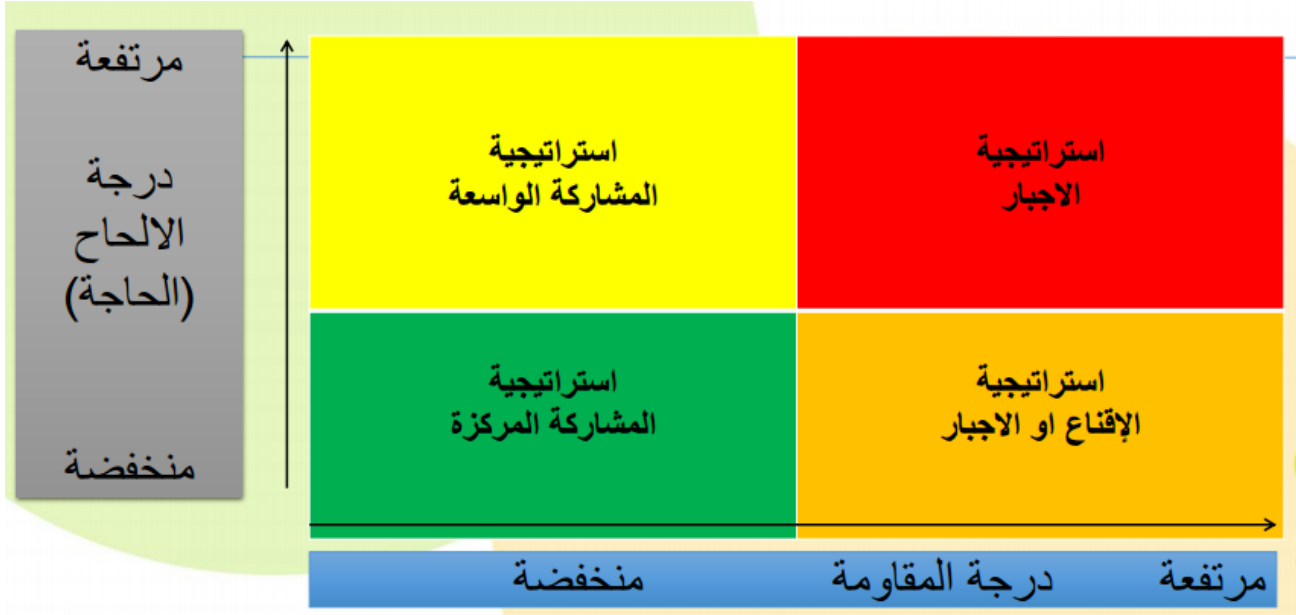 مرتفعة
درجة
الالحاح
(الحاجة)
منخفضة
استراتيجية
المشاركة الواسعة
استراتيجية
الاجبار
استراتيجية
المشاركة المركزة
استراتيجية
الإقناع او الاجبار
منخفضة درجة المقاومة مرتفعة